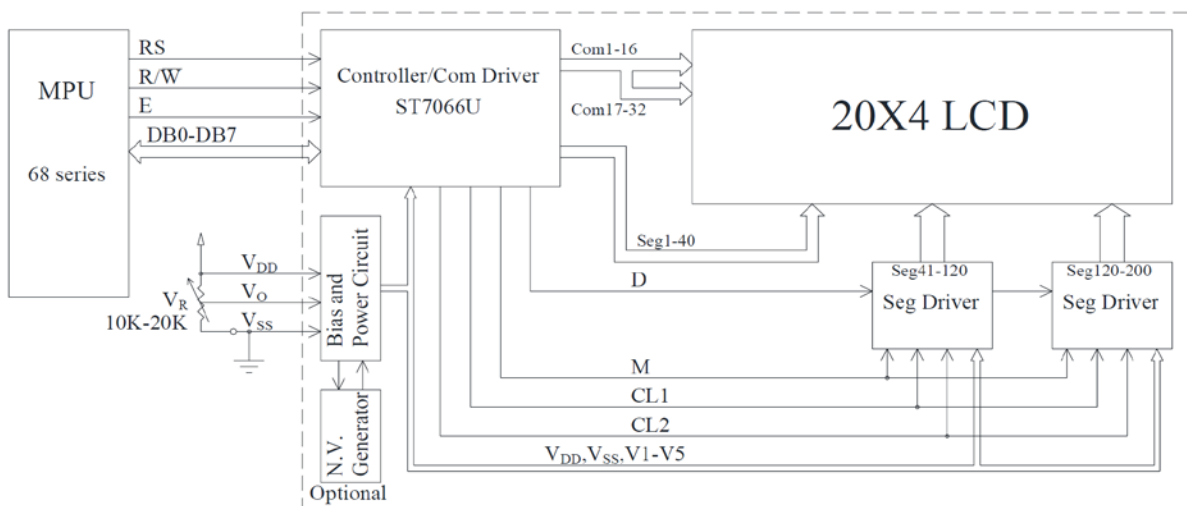 MPU
68 series
RS
R/W̅
E
DB0-DB7
Controller/Com Driver
ST7066U
Com1-16
Com17-32
20X4 LCD
Seg1-40
Seg41-120
Seg Driver
Seg120-200
Seg Driver
D
M
CL1
CL2
VDD,VSS,V1-V5
VDD
VO
VSS
VR
10K-20K
Bias and
Power Circuit
N.V.
Generator
Optional